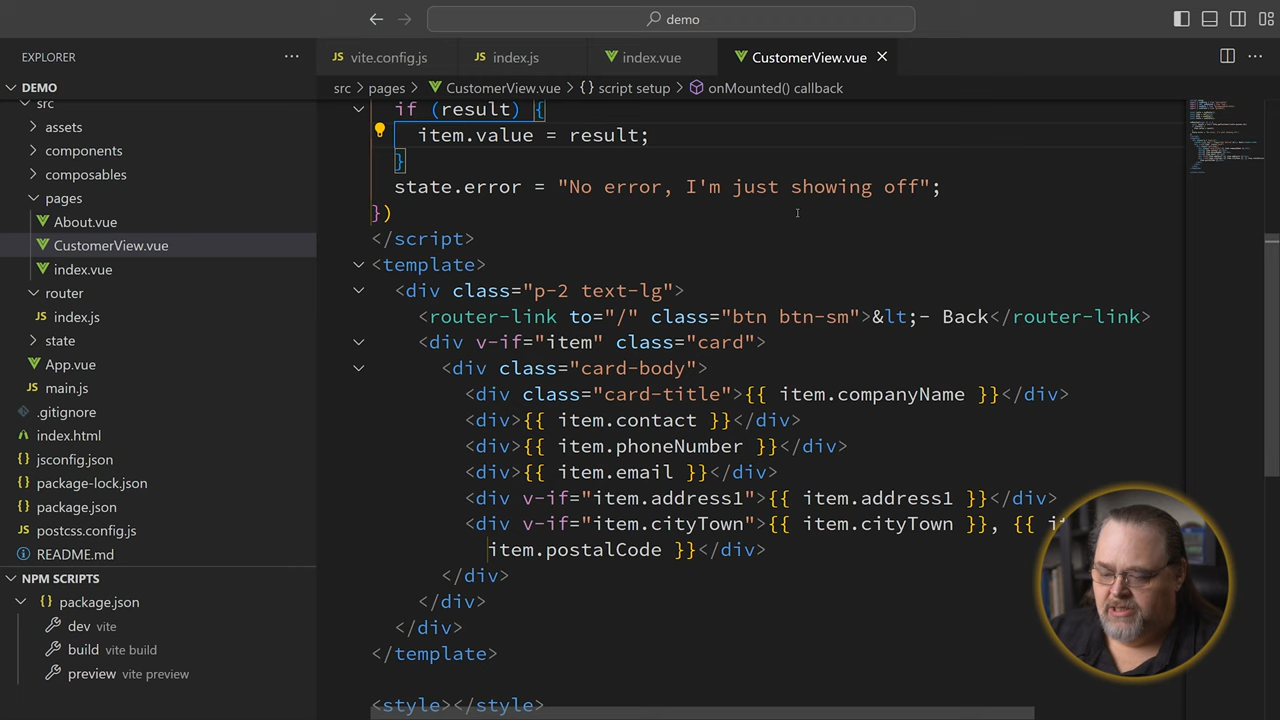 demo
EXPLORER
DEMO
src
assets
components
composables
pages
About.vue
CustomerView.vue
index.vue
router
JS index.js
state
App.vue
JS main.js
.gitignore
index.html
{} jsconfig.json
{} package-lock.json
{} package.json
JS postcss.config.js
README.md
NPM SCRIPTS
{} package.json
dev vite
build vite build
preview vite preview
JS vite.config.js
JS index.js
index.vue
CustomerView.vue
src > pages > CustomerView.vue > {} script setup > onMounted() callback
if (result) {
item.value = result;
}
state.error = "No error, I'm just showing off";
})
</script>
<template>
<div class="p-2 text-lg">
<router-link to="/" class="btn btn-sm">&lt;- Back</router-link>
<div v-if="item" class="card">
<div class="card-body">
<div class="card-title">{{ item.companyName }}</div>
<div>{{ item.contact }}</div>
<div>{{ item.phoneNumber }}</div>
<div>{{ item.email }}</div>
<div v-if="item.address1">{{ item.address1 }}</div>
<div v-if="item.cityTown">{{ item.cityTown }}, {{
item.postalCode }}</div>
</div>
</div>
</div>
</template>
<style></style>